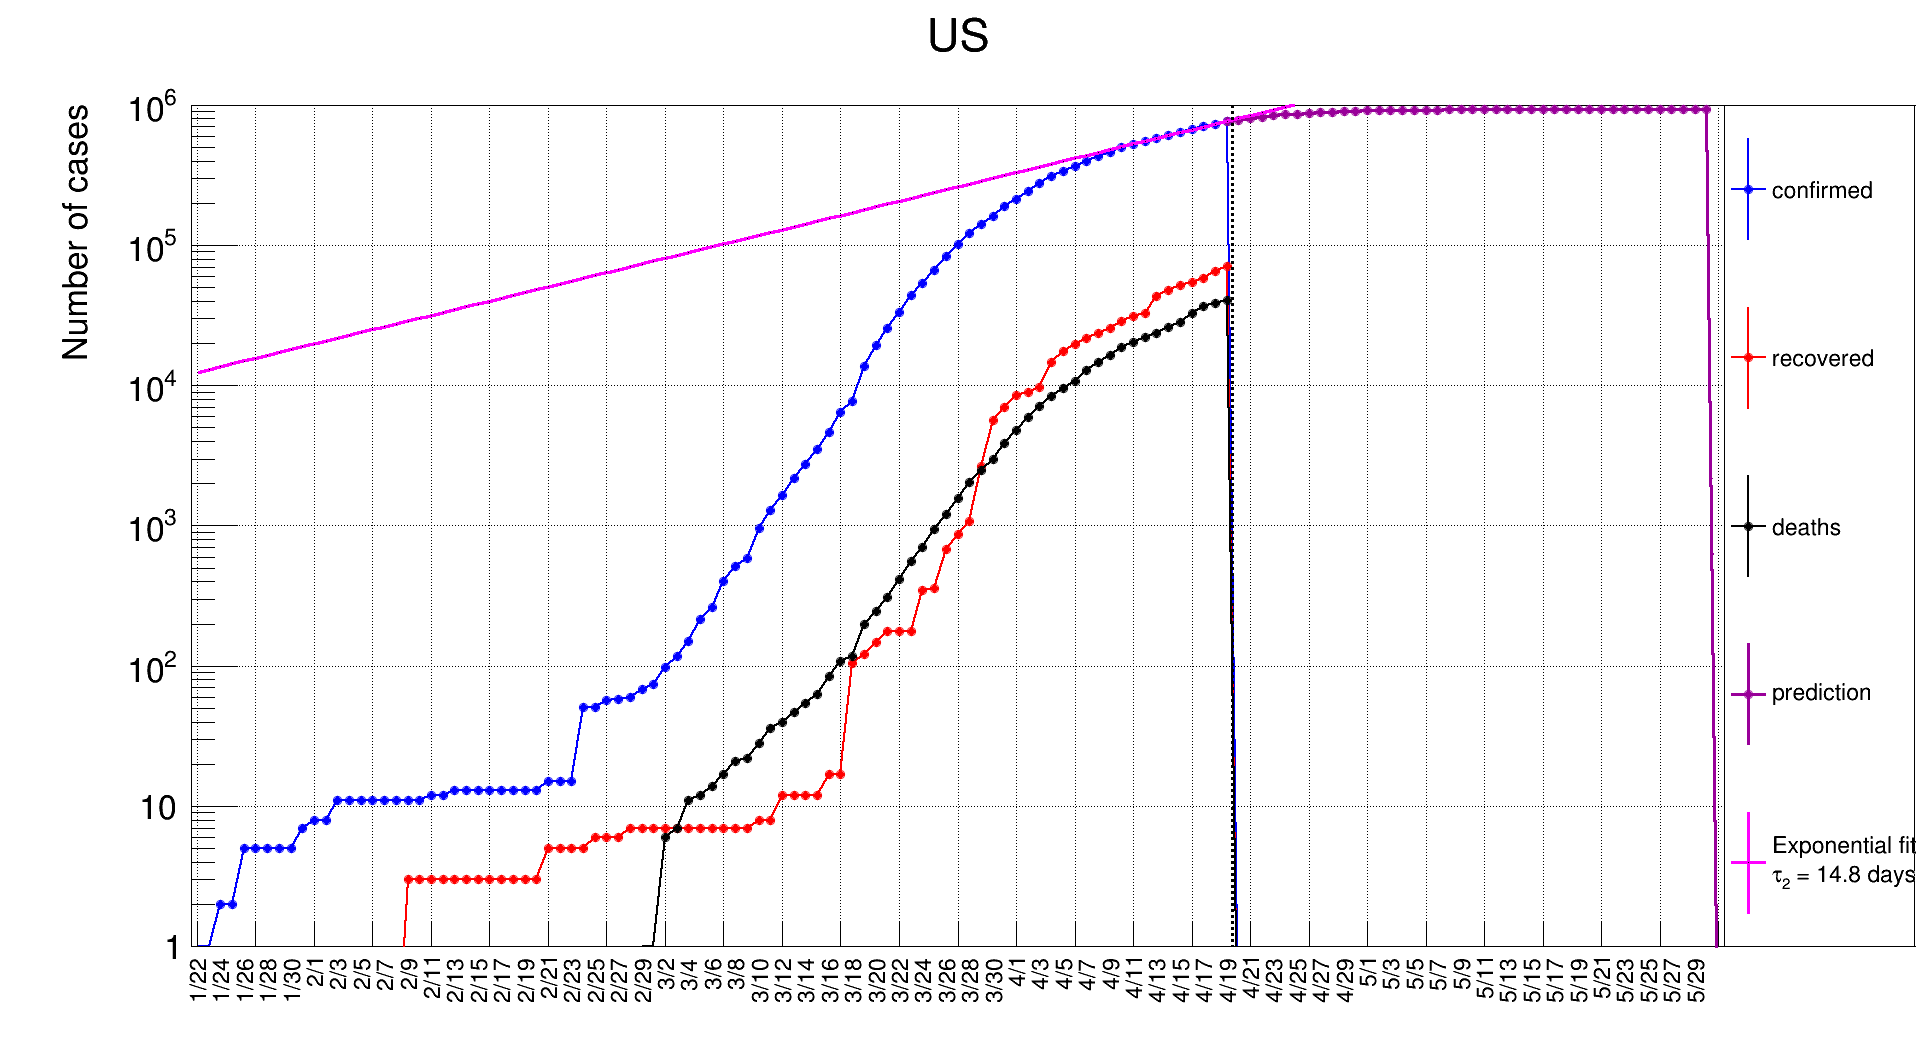 US
Number of cases
10^6
10^5
10^4
10^3
10^2
10
1
1/22 1/24 1/26 1/28 1/30 2/1 2/3 2/5 2/7 2/9 2/11 2/13 2/15 2/17 2/19 2/21 2/23 2/25 2/27 2/29 3/2 3/4 3/6 3/8 3/10 3/12 3/14 3/16 3/18 3/20 3/22 3/24 3/26 3/28 3/30 4/1 4/3 4/5 4/7 4/9 4/11 4/13 4/15 4/17 4/19 4/21 4/23 4/25 4/27 4/29 5/1 5/3 5/5 5/7 5/9 5/11 5/13 5/15 5/17 5/19 5/21 5/23 5/25 5/27 5/29
confirmed
recovered
deaths
prediction
Exponential fit
τ_2 = 14.8 days